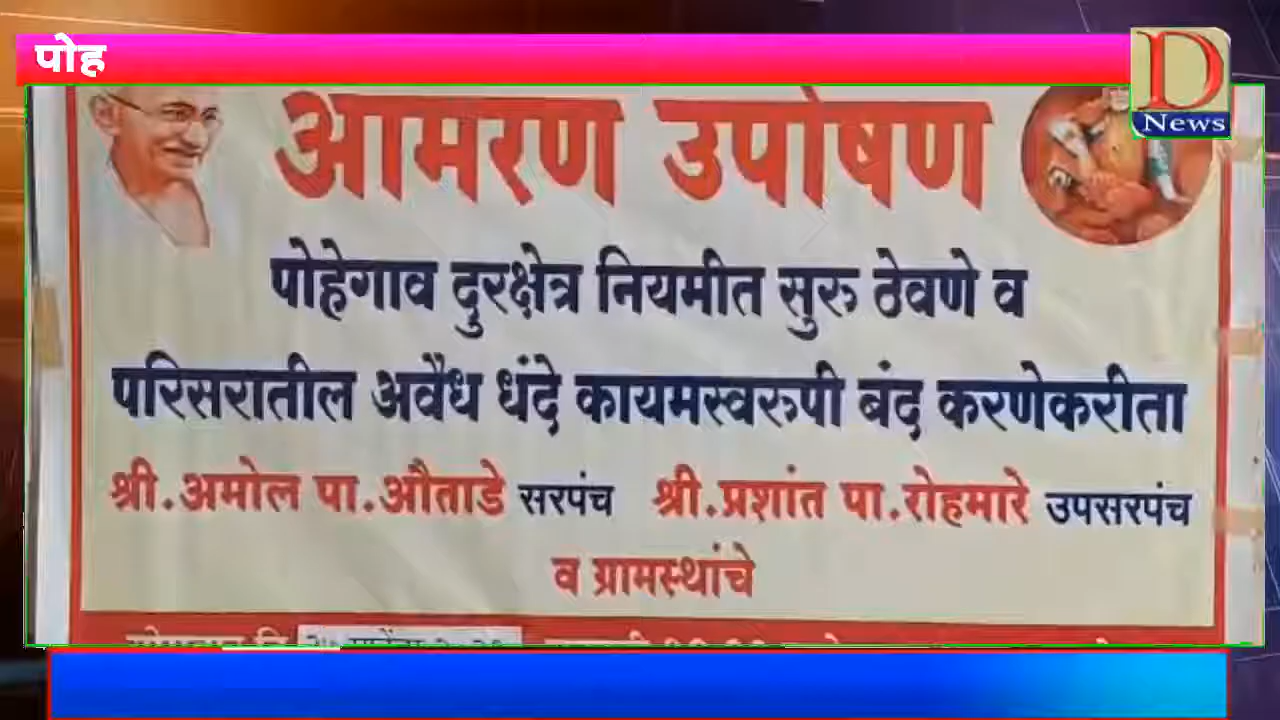 पोह
D
News
आमरण उपोषण
पोहेगाव दुरक्षेत्र नियमीत सुरु ठेवणे व
परिसरातील अवैध धंदे कायमस्वरुपी बंद करणेकरीता
श्री.अमोल पा.औताडे सरपंच श्री.प्रशांत पा.रोहमारे उपसरपंच
व ग्रामस्थांचे